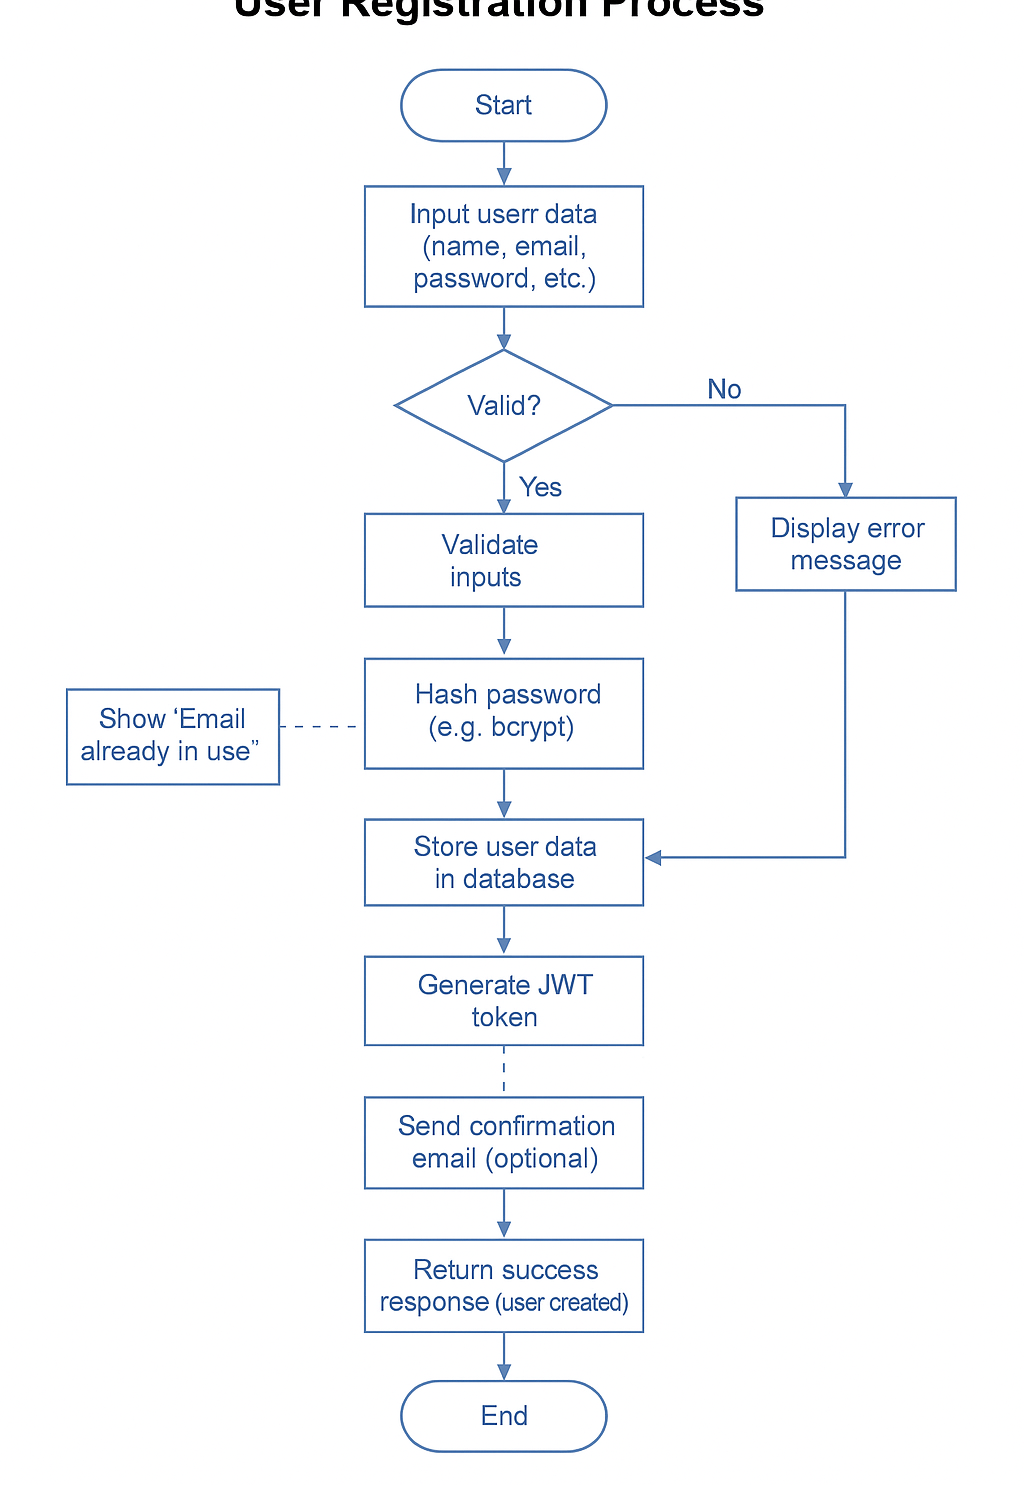 User Registration Process
Start
Input userr data
(name, email,
password, etc.)
Valid?
No
Yes
Validate
inputs
Display error
message
Hash password
(e.g. bcrypt)
Show ‘Email
already in use”
Store user data
in database
Generate JWT
token
Send confirmation
email (optional)
Return success
response (user created)
End